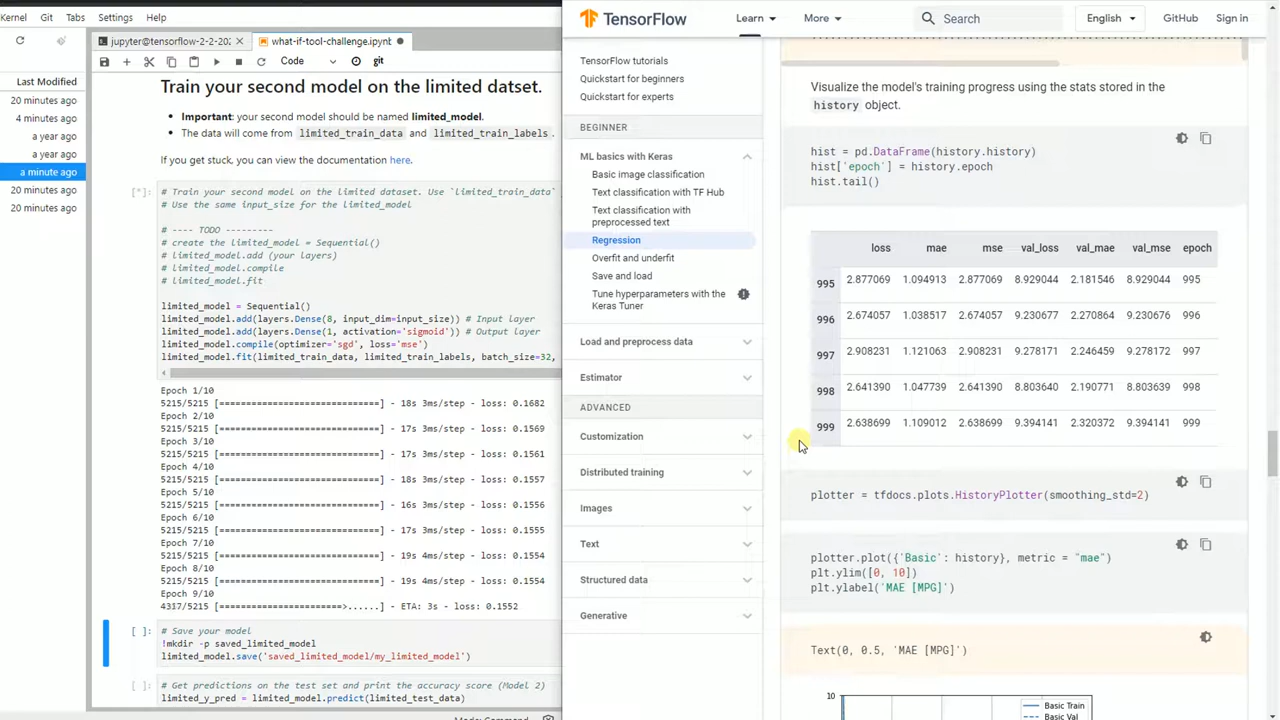 Kernel Git Tabs Settings Help
Last Modified
20 minutes ago
4 minutes ago
a year ago
a year ago
a minute ago
20 minutes ago
20 minutes ago
jupyter@tensorflow-2-2-202
what-if-tool-challenge.ipynb
Code
git
Train your second model on the limited datset.
• Important: your second model should be named limited_model.
• The data will come from limited_train_data and limited_train_labels.
If you get stuck, you can view the documentation here.
[*]:
# Train your second model on the limited dataset. Use `limited_train_data`
# Use the same input_size for the limited_model
# ---- TODO ---------
# create the limited_model = Sequential()
# limited_model.add (your layers)
# limited_model.compile
# limited_model.fit
limited_model = Sequential()
limited_model.add(layers.Dense(8, input_dim=input_size)) # Input layer
limited_model.add(layers.Dense(1, activation='sigmoid')) # Output layer
limited_model.compile(optimizer='sgd', loss='mse')
limited_model.fit(limited_train_data, limited_train_labels, batch_size=32,
Epoch 1/10
5215/5215 [==============================] - 18s 3ms/step - loss: 0.1682
Epoch 2/10
5215/5215 [==============================] - 17s 3ms/step - loss: 0.1569
Epoch 3/10
5215/5215 [==============================] - 17s 3ms/step - loss: 0.1561
Epoch 4/10
5215/5215 [==============================] - 18s 3ms/step - loss: 0.1557
Epoch 5/10
5215/5215 [==============================] - 16s 3ms/step - loss: 0.1556
Epoch 6/10
5215/5215 [==============================] - 17s 3ms/step - loss: 0.1555
Epoch 7/10
5215/5215 [==============================] - 19s 4ms/step - loss: 0.1554
Epoch 8/10
5215/5215 [==============================] - 19s 4ms/step - loss: 0.1554
Epoch 9/10
4317/5215 [=======================>......] - ETA: 3s - loss: 0.1552
[ ]:
# Save your model
!mkdir -p saved_limited_model
limited_model.save('saved_limited_model/my_limited_model')
[ ]:
# Get predictions on the test set and print the accuracy score (Model 2)
limited_y_pred = limited_model.predict(limited_test_data)
TensorFlow
Learn
More
Search
English
GitHub
Sign in
TensorFlow tutorials
Quickstart for beginners
Quickstart for experts
BEGINNER
ML basics with Keras
Basic image classification
Text classification with TF Hub
Text classification with
preprocessed text
Regression
Overfit and underfit
Save and load
Tune hyperparameters with the
Keras Tuner
Load and preprocess data
Estimator
ADVANCED
Customization
Distributed training
Images
Text
Structured data
Generative
Visualize the model's training progress using the stats stored in the
history object.
hist = pd.DataFrame(history.history)
hist['epoch'] = history.epoch
hist.tail()
loss mae mse val_loss val_mae val_mse epoch
995 2.877069 1.094913 2.877069 8.929044 2.181546 8.929044 995
996 2.674057 1.038517 2.674057 9.230677 2.270864 9.230676 996
997 2.908231 1.121063 2.908231 9.278171 2.246459 9.278172 997
998 2.641390 1.047739 2.641390 8.803640 2.190771 8.803639 998
999 2.638699 1.109012 2.638699 9.394141 2.320372 9.394141 999
plotter = tfdocs.plots.HistoryPlotter(smoothing_std=2)
plotter.plot({'Basic': history}, metric = "mae")
plt.ylim([0, 10])
plt.ylabel('MAE [MPG]')
Text(0, 0.5, 'MAE [MPG]')
10
Basic Train
Basic Val